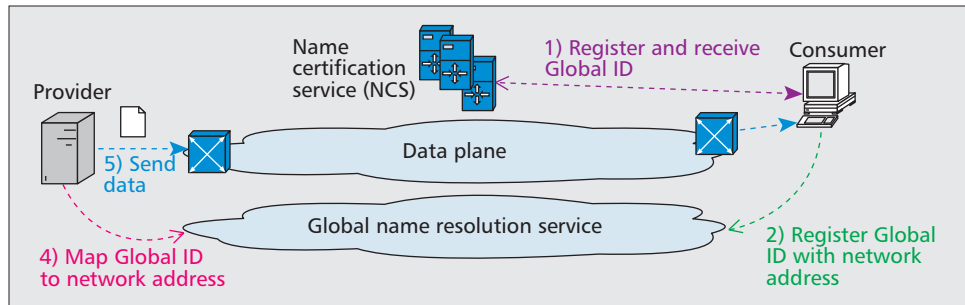 Name
certification
service (NCS)
1) Register and receive
Global ID
Consumer
Provider
5) Send
data
Data plane
Global name resolution service
4) Map Global ID
to network address
2) Register Global
ID with network
address